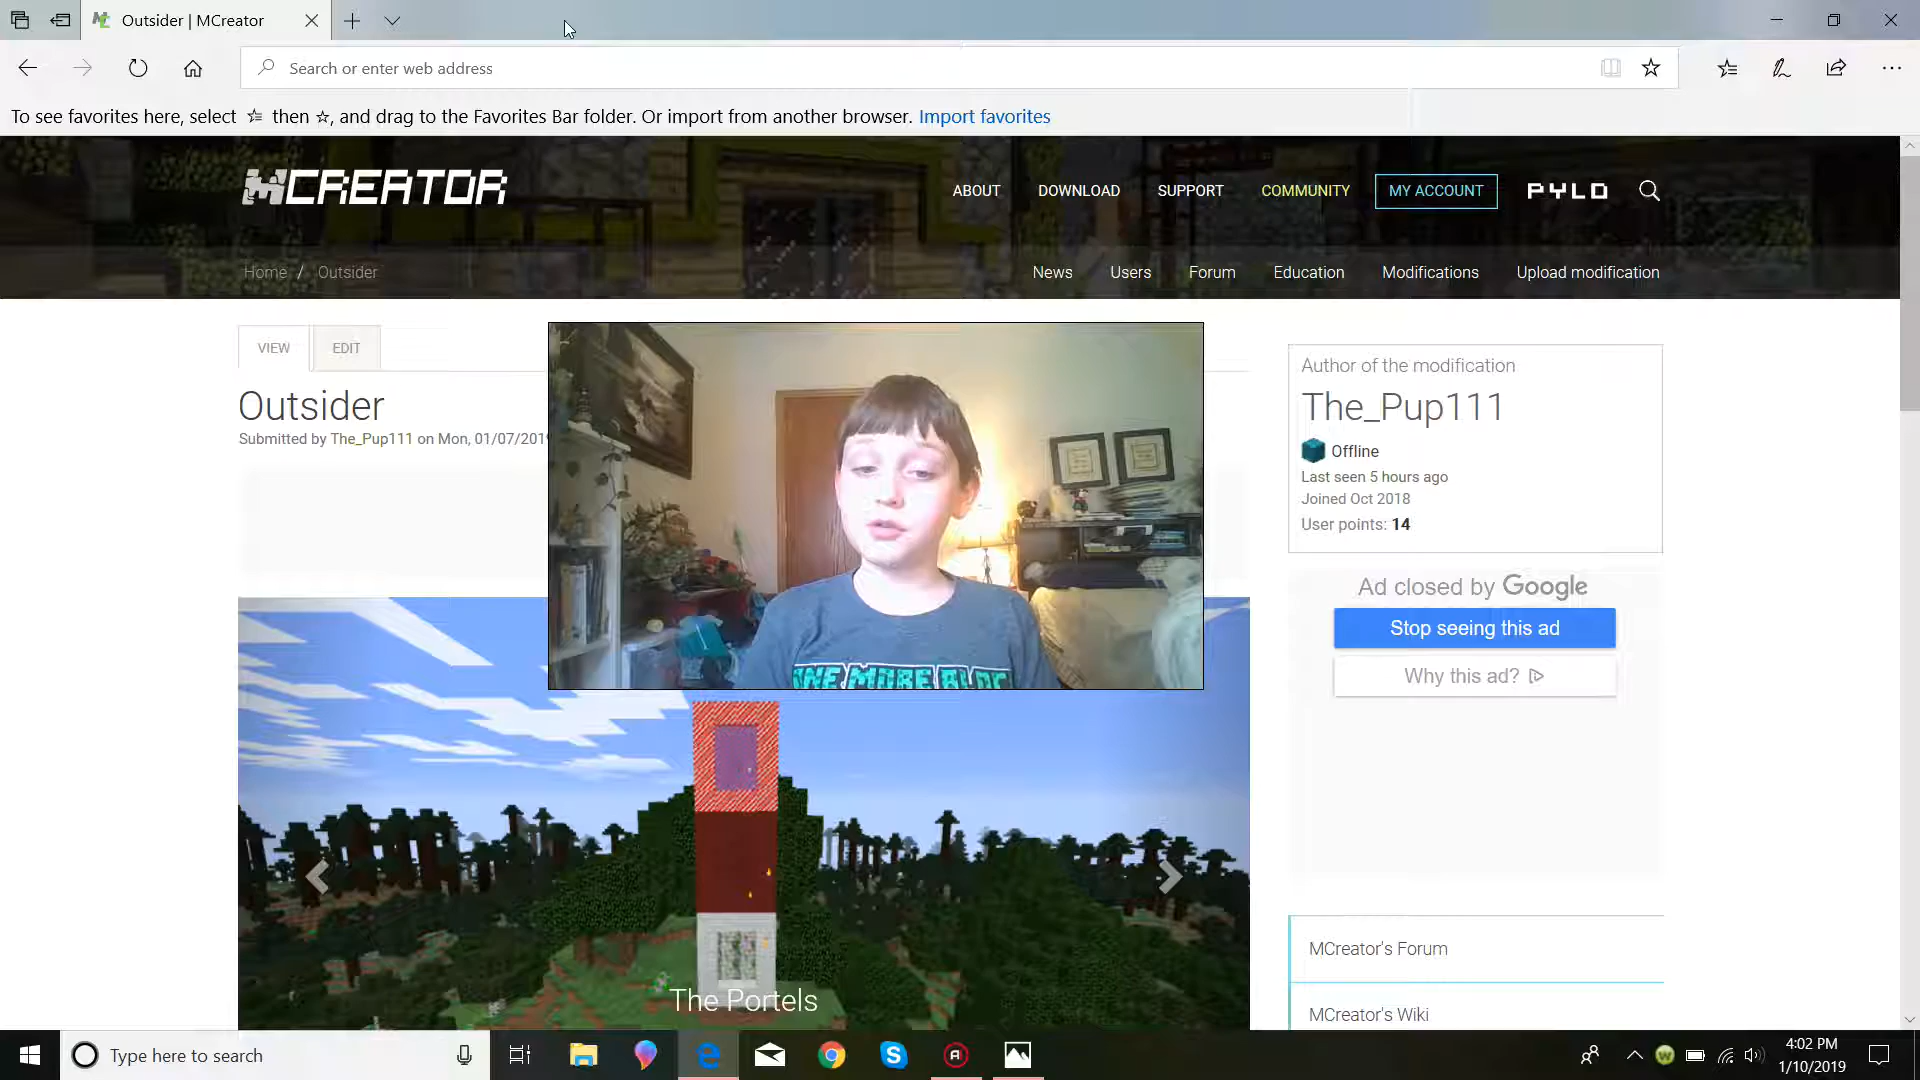 Outsider | MCreator
Search or enter web address
To see favorites here, select then , and drag to the Favorites Bar folder. Or import from another browser. Import favorites
MCREATOR
ABOUT DOWNLOAD SUPPORT COMMUNITY MY ACCOUNT PYLO
Home / Outsider
News Users Forum Education Modifications Upload modification
VIEW EDIT
Outsider
Submitted by The_Pup111 on Mon, 01/07/201
ONE MORE BLOC
Author of the modification
The_Pup111
Offline
Last seen 5 hours ago
Joined Oct 2018
User points: 14
Ad closed by Google
Stop seeing this ad
Why this ad?
The Portels
MCreator's Forum
MCreator's Wiki
Type here to search
4:02 PM
1/10/2019